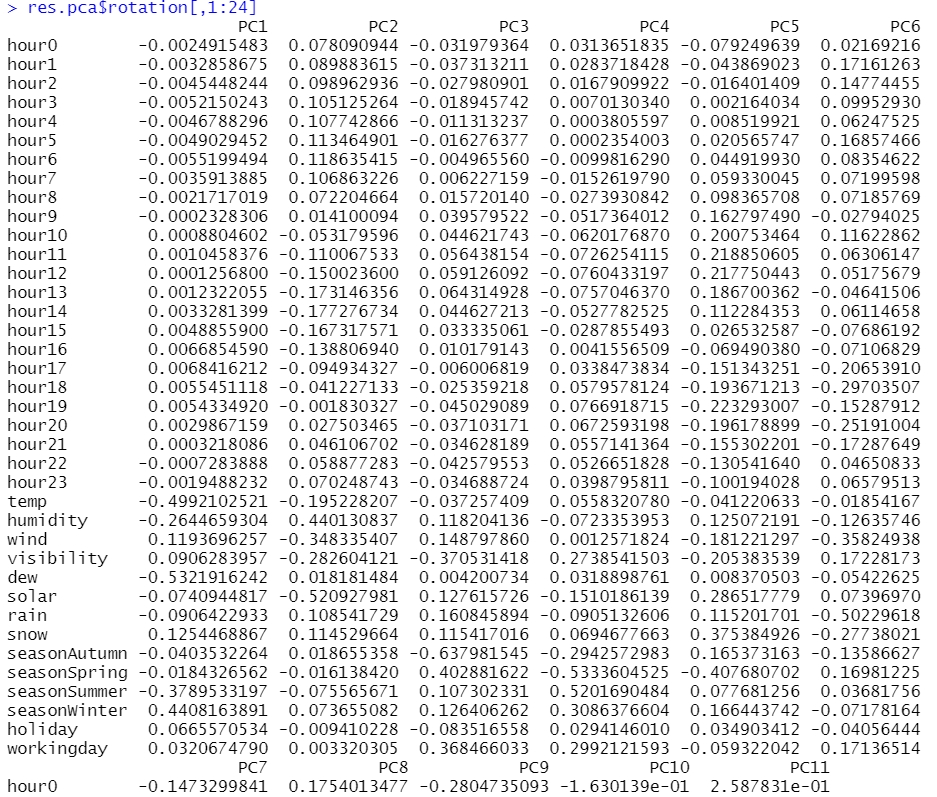 > res.pca$rotation[,1:24]
PC1 PC2 PC3 PC4 PC5 PC6
hour0 -0.0024915483 0.078090944 -0.031979364 0.0313651835 -0.079249639 0.02169216
hour1 -0.0032858675 0.089883615 -0.037313211 0.0283718428 -0.043869023 0.17161263
hour2 -0.0045448244 0.098962936 -0.027980901 0.0167909922 -0.016401409 0.14774455
hour3 -0.0052150243 0.105125264 -0.018945742 0.0070130340 0.002164034 0.09952930
hour4 -0.0046788296 0.107742866 -0.011313237 0.0003805597 0.008519921 0.06247525
hour5 -0.0049029452 0.113464901 -0.016276377 0.0002354003 0.020565747 0.16857466
hour6 -0.0055199494 0.118635415 -0.004965560 -0.0099816290 0.044919930 0.08354622
hour7 -0.0035913885 0.106863226 0.006227159 -0.0152619790 0.059330045 0.07199598
hour8 -0.0021717019 0.072204664 0.015720140 -0.0273930842 0.098365708 0.07185769
hour9 -0.0002328306 0.014100094 0.039579522 -0.0517364012 0.162797490 -0.02794025
hour10 0.0008804602 -0.053179596 0.044621743 -0.0620176870 0.200753464 0.11622862
hour11 0.0010458376 -0.110067533 0.056438154 -0.0726254115 0.218850605 0.06306147
hour12 0.0001256800 -0.150023600 0.059126092 -0.0760433197 0.217750443 0.05175679
hour13 0.0012322055 -0.173146356 0.064314928 -0.0757046370 0.186700362 -0.04641506
hour14 0.0033281399 -0.177276734 0.044627213 -0.0527782525 0.112284353 0.06114658
hour15 0.0048855900 -0.167317571 0.033335061 -0.0287855493 0.026532587 -0.07686192
hour16 0.0066854590 -0.138806940 0.010179143 0.0041556509 -0.069490380 -0.07106829
hour17 0.0068416212 -0.094934327 -0.006006819 0.0338473834 -0.151343251 -0.20653910
hour18 0.0055451118 -0.041227133 -0.025359218 0.0579578124 -0.193671213 -0.29703507
hour19 0.0054334920 -0.001830327 -0.045029089 0.0766918715 -0.223293007 -0.15287912
hour20 0.0029867159 0.027503465 -0.037103171 0.0672593198 -0.196178899 -0.25191004
hour21 0.0003218086 0.046106702 -0.034628189 0.0557141364 -0.155302201 -0.17287649
hour22 -0.0007283888 0.058877283 -0.042579553 0.0526651828 -0.130541640 0.04650833
hour23 -0.0019488232 0.070248743 -0.034688724 0.0398795811 -0.100194028 0.06579513
temp -0.4992102521 -0.195228207 -0.037257409 0.0558320780 -0.041220633 -0.01854167
humidity -0.2644659304 0.440130837 0.118204136 -0.0723353953 0.125072191 -0.12635746
wind 0.1193696257 -0.348335407 0.148797860 0.0012571824 -0.181221297 -0.35824938
visibility 0.0906283957 -0.282604121 -0.370531418 0.2738541503 -0.205383539 0.17228173
dew -0.5321916242 0.018181484 0.004200734 0.0318898761 0.008370503 -0.05422625
solar -0.0740944817 -0.520927981 0.127615726 -0.1510186139 0.286517779 0.07396970
rain -0.0906422933 0.108541729 0.160845894 -0.0905132606 0.115201701 -0.50229618
snow 0.1254468867 0.114529664 0.115417016 0.0694677663 0.375384926 -0.27738021
seasonAutumn -0.0403532264 0.018655358 -0.637981545 -0.2942572983 0.165373163 -0.13586627
seasonSpring -0.0184326562 -0.016138420 0.402881622 -0.5333604525 -0.407680702 0.16981225
seasonSummer -0.3789533197 -0.075565671 0.107302331 0.5201690484 0.077681256 0.03681756
seasonWinter 0.4408163891 0.073655082 0.126406262 0.3086376604 0.166443742 -0.07178164
holiday 0.0665570534 -0.009410228 -0.083516558 0.0294146010 0.034903412 -0.04056444
workingday 0.0320674790 0.003320305 0.368466033 0.2992121593 -0.059322042 0.17136514
PC7 PC8 PC9 PC10 PC11
hour0 -0.1473299841 0.1754013477 -0.2804735093 -1.630139e-01 2.587831e-01